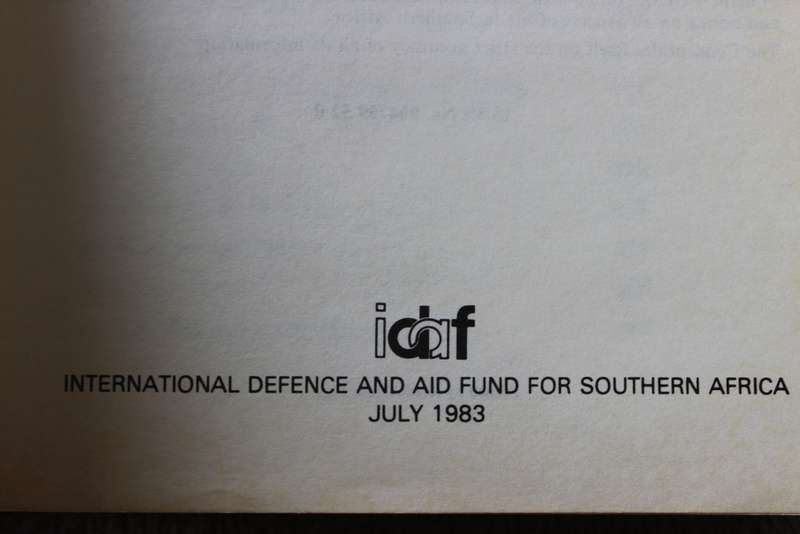 idaf
INTERNATIONAL DEFENCE AND AID FUND FOR SOUTHERN AFRICA
JULY 1983